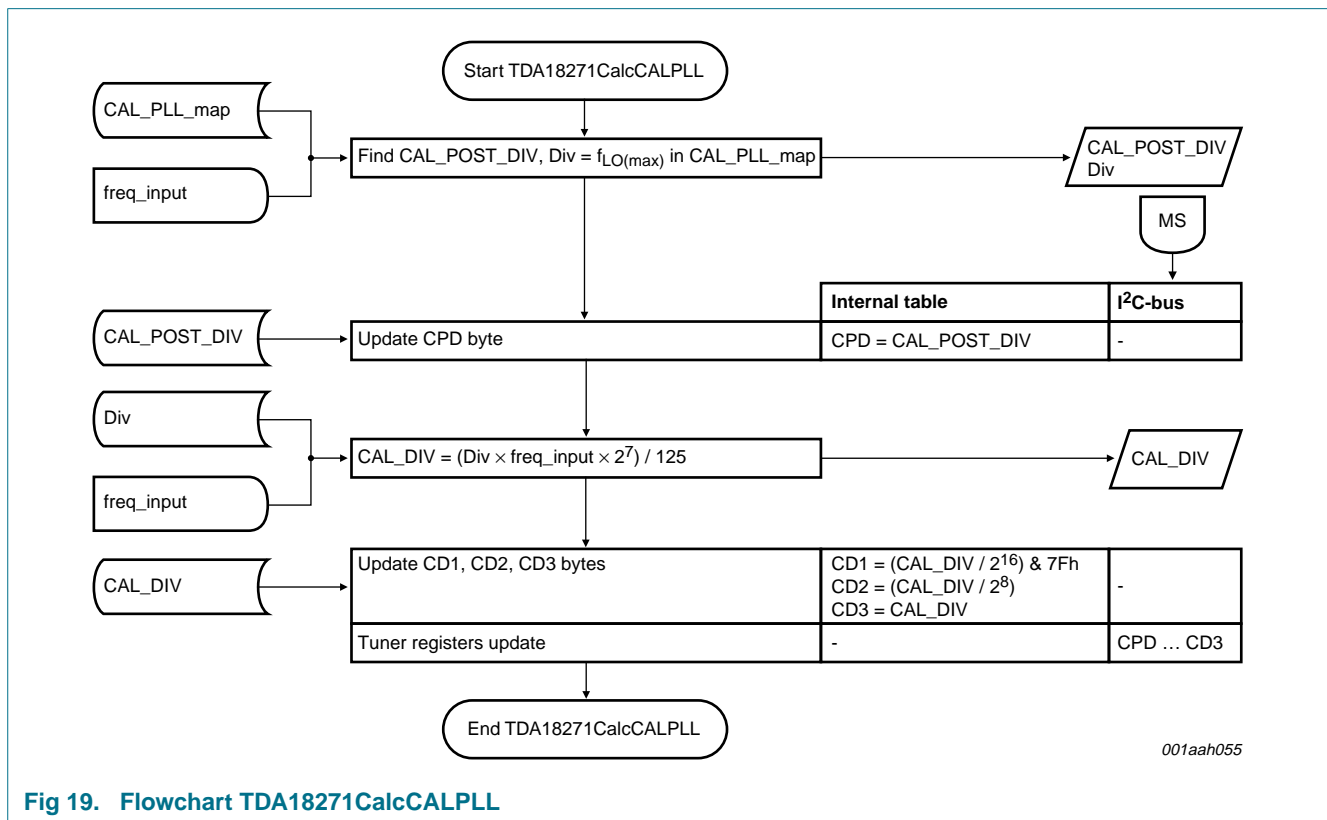 Start TDA18271CalcCALPLL
CAL_PLL_map
freq_input
Find CAL_POST_DIV, Div = fLO(max) in CAL_PLL_map
CAL_POST_DIV
Div
MS
Internal table
I²C-bus
CAL_POST_DIV
Update CPD byte
CPD = CAL_POST_DIV
-
Div
freq_input
CAL_DIV = (Div × freq_input × 2⁷) / 125
CAL_DIV
CAL_DIV
Update CD1, CD2, CD3 bytes
CD1 = (CAL_DIV / 2¹⁶) & 7Fh
CD2 = (CAL_DIV / 2⁸)
CD3 = CAL_DIV
-
Tuner registers update
-
CPD … CD3
End TDA18271CalcCALPLL
001aah055
Fig 19. Flowchart TDA18271CalcCALPLL